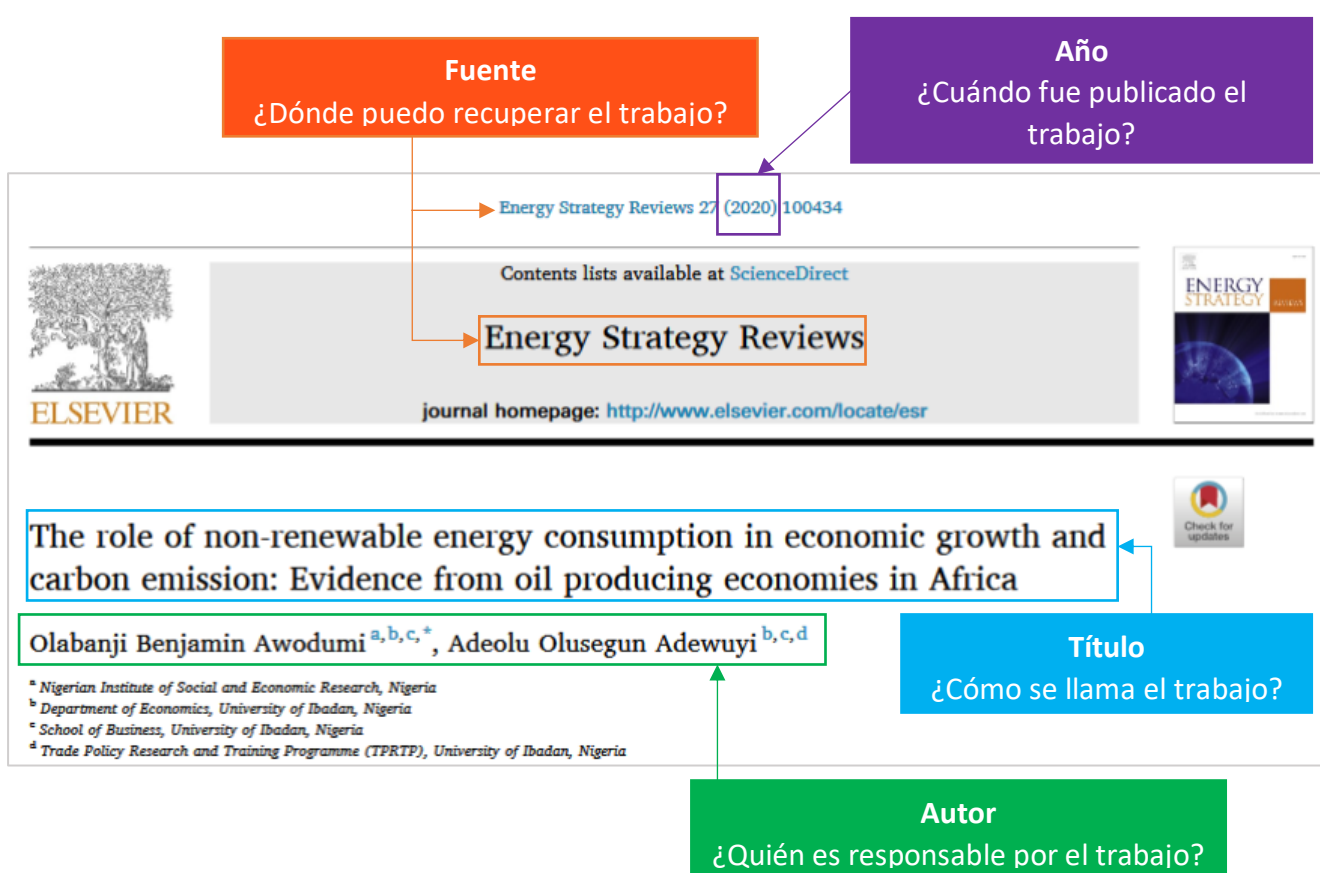 Fuente
¿Dónde puedo recuperar el trabajo?
Año
¿Cuándo fue publicado el
trabajo?
Energy Strategy Reviews 27 (2020) 100434
Contents lists available at ScienceDirect
Energy Strategy Reviews
journal homepage: http://www.elsevier.com/locate/esr
ELSEVIER
ENERGY
STRATEGY
REVIEWS
Check for
updates
The role of non-renewable energy consumption in economic growth and
carbon emission: Evidence from oil producing economies in Africa
Olabanji Benjamin Awodumi a,b,c,*, Adeolu Olusegun Adewuyi b,c,d
a Nigerian Institute of Social and Economic Research, Nigeria
b Department of Economics, University of Ibadan, Nigeria
c School of Business, University of Ibadan, Nigeria
d Trade Policy Research and Training Programme (TPRTP), University of Ibadan, Nigeria
Título
¿Cómo se llama el trabajo?
Autor
¿Quién es responsable por el trabajo?